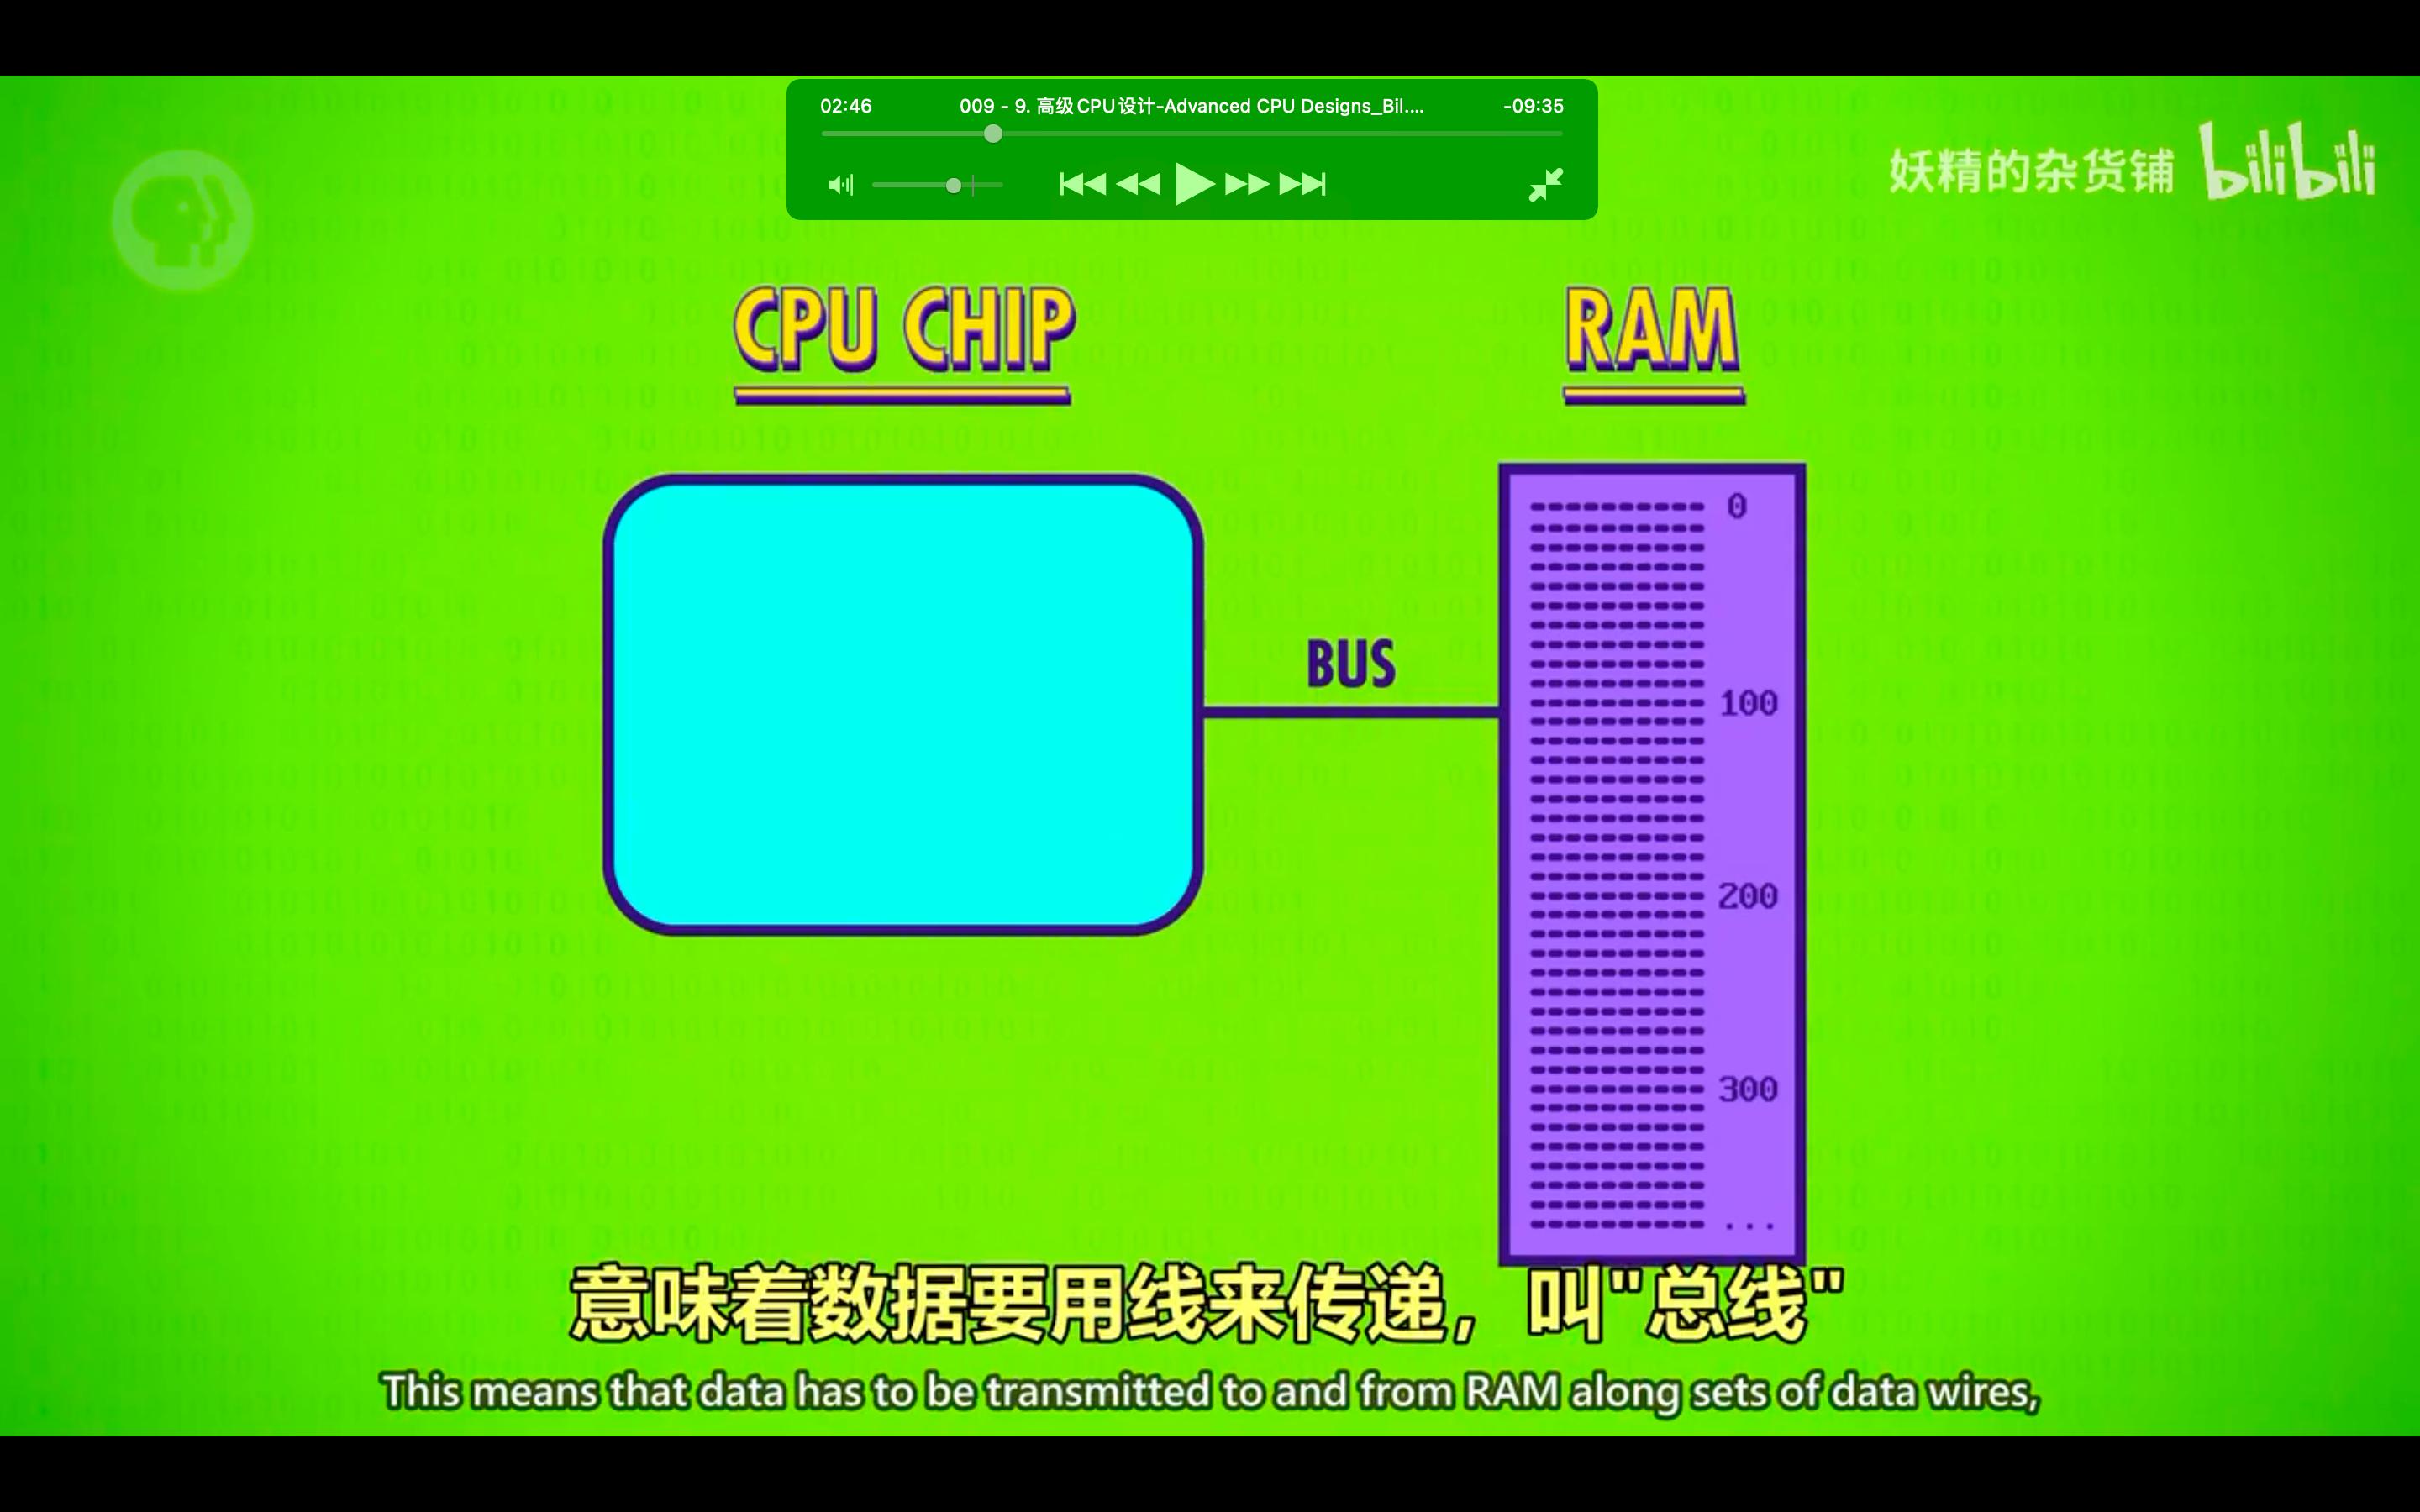 02:46 009 - 9. 高级CPU设计-Advanced CPU Designs_Bil.... -09:35
妖精的杂货铺 bilibili
CPU CHIP
RAM
0
BUS
100
200
300
...
意味着数据要用线来传递，叫"总线"
This means that data has to be transmitted to and from RAM along sets of data wires,